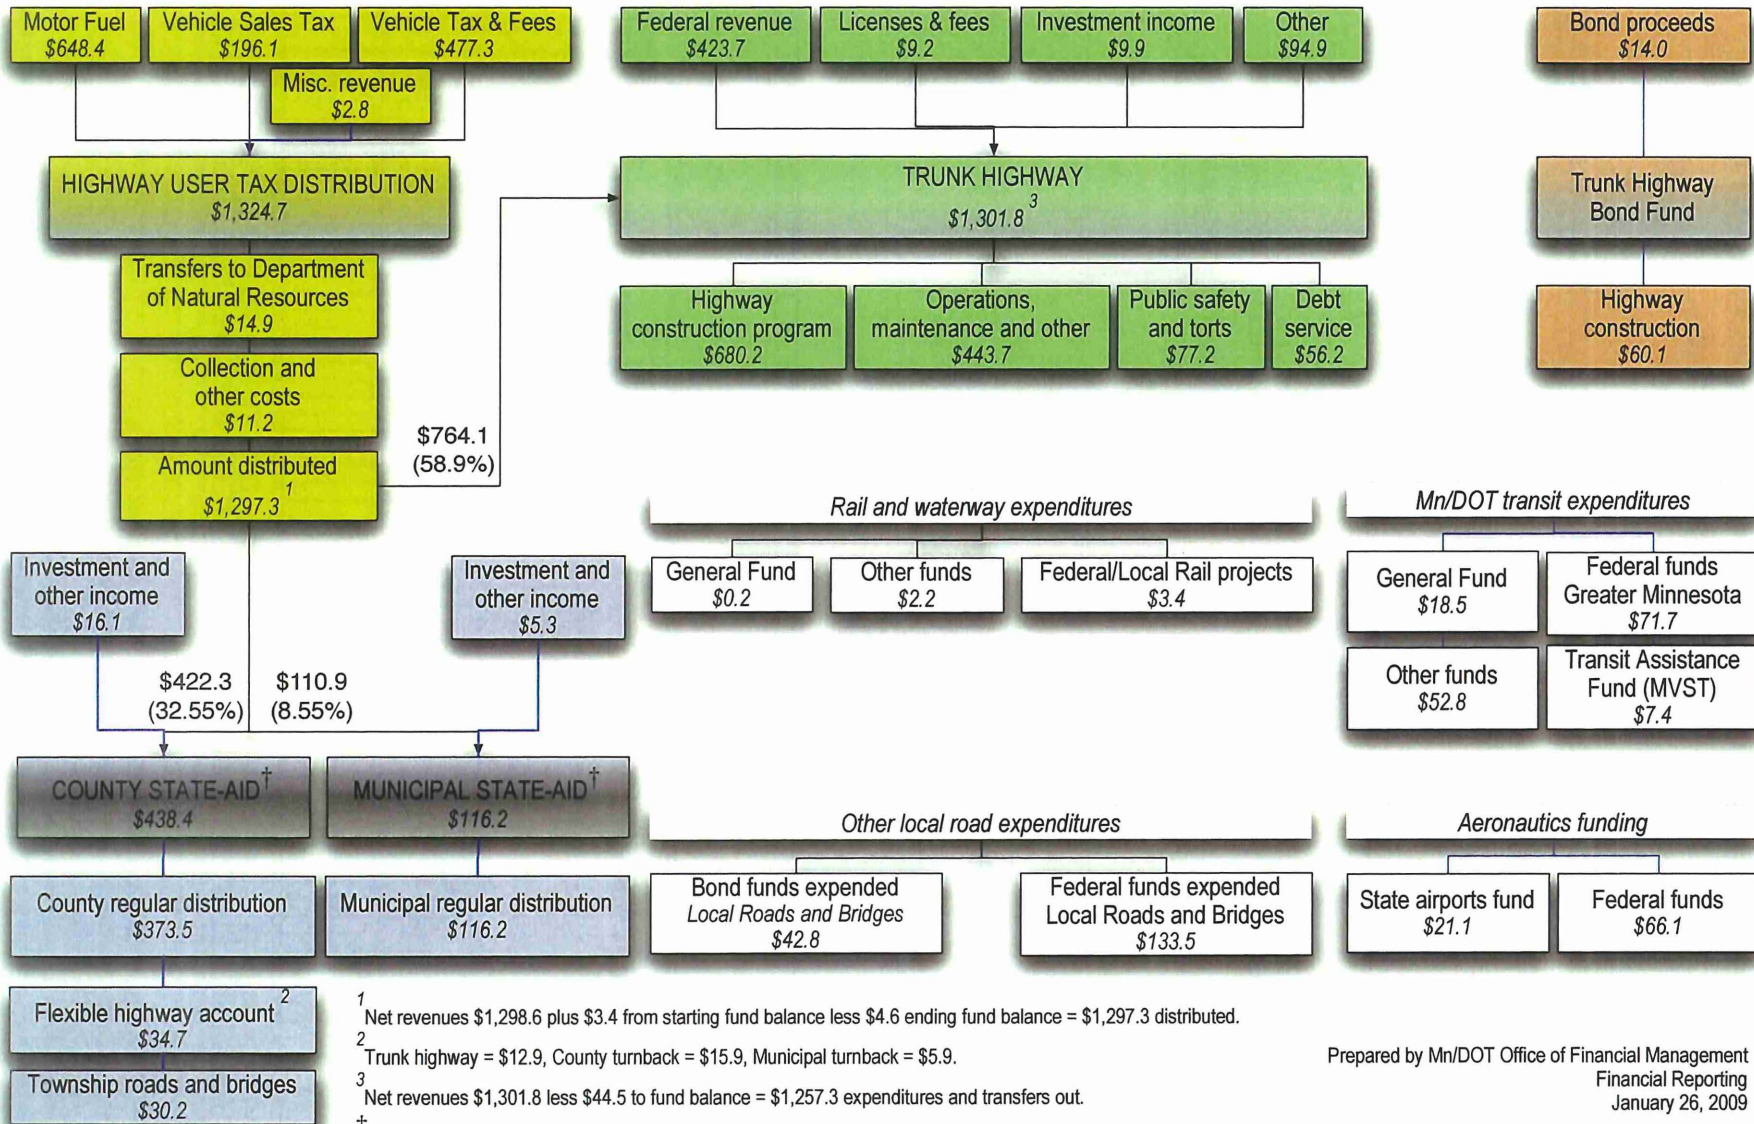 Motor Fuel
$648.4
Vehicle Sales Tax
$196.1
Vehicle Tax & Fees
$477.3
Misc. revenue
$2.8
HIGHWAY USER TAX DISTRIBUTION
$1,324.7
Transfers to Department
of Natural Resources
$14.9
Collection and
other costs
$11.2
Amount distributed
$1,297.3 1
$764.1
(58.9%)
Federal revenue
$423.7
Licenses & fees
$9.2
Investment income
$9.9
Other
$94.9
TRUNK HIGHWAY
$1,301.8 3
Highway
construction program
$680.2
Operations,
maintenance and other
$443.7
Public safety
and torts
$77.2
Debt
service
$56.2
Bond proceeds
$14.0
Trunk Highway
Bond Fund
Highway
construction
$60.1
Investment and
other income
$16.1
Investment and
other income
$5.3
$422.3
(32.55%)
$110.9
(8.55%)
COUNTY STATE-AID†
$438.4
MUNICIPAL STATE-AID†
$116.2
County regular distribution
$373.5
Municipal regular distribution
$116.2
Flexible highway account 2
$34.7
Township roads and bridges
$30.2
Rail and waterway expenditures
General Fund
$0.2
Other funds
$2.2
Federal/Local Rail projects
$3.4
Mn/DOT transit expenditures
General Fund
$18.5
Federal funds
Greater Minnesota
$71.7
Other funds
$52.8
Transit Assistance
Fund (MVST)
$7.4
Other local road expenditures
Bond funds expended
Local Roads and Bridges
$42.8
Federal funds expended
Local Roads and Bridges
$133.5
Aeronautics funding
State airports fund
$21.1
Federal funds
$66.1
1 Net revenues $1,298.6 plus $3.4 from starting fund balance less $4.6 ending fund balance = $1,297.3 distributed.
2 Trunk highway = $12.9, County turnback = $15.9, Municipal turnback = $5.9.
3 Net revenues $1,301.8 less $44.5 to fund balance = $1,257.3 expenditures and transfers out.
Prepared by Mn/DOT Office of Financial Management
Financial Reporting
January 26, 2009